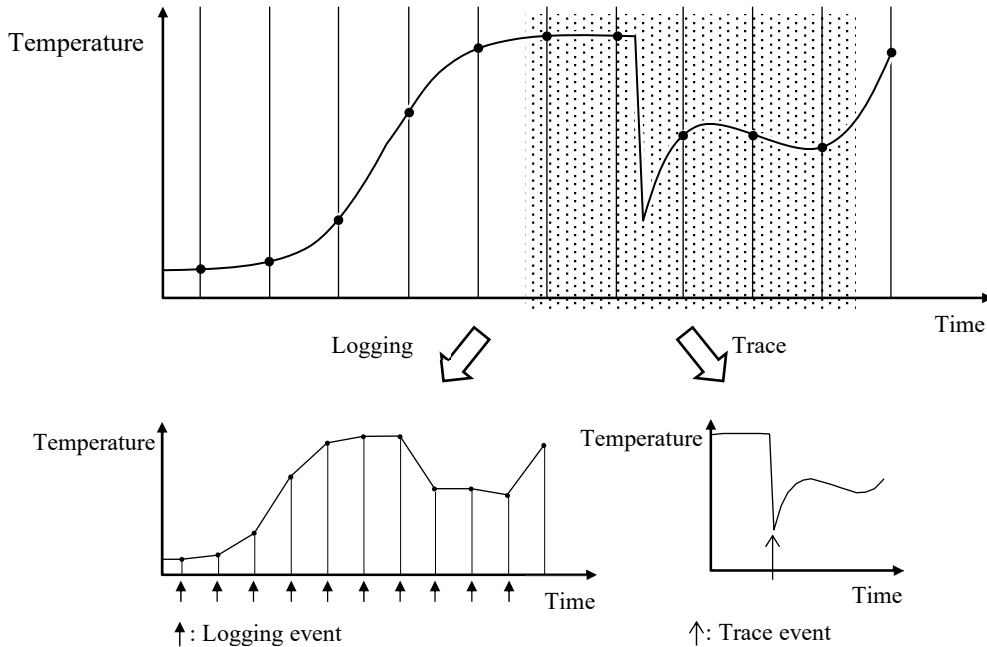 Temperature
Time
Logging
Trace
Temperature
Temperature
Time
Time
: Logging event
: Trace event